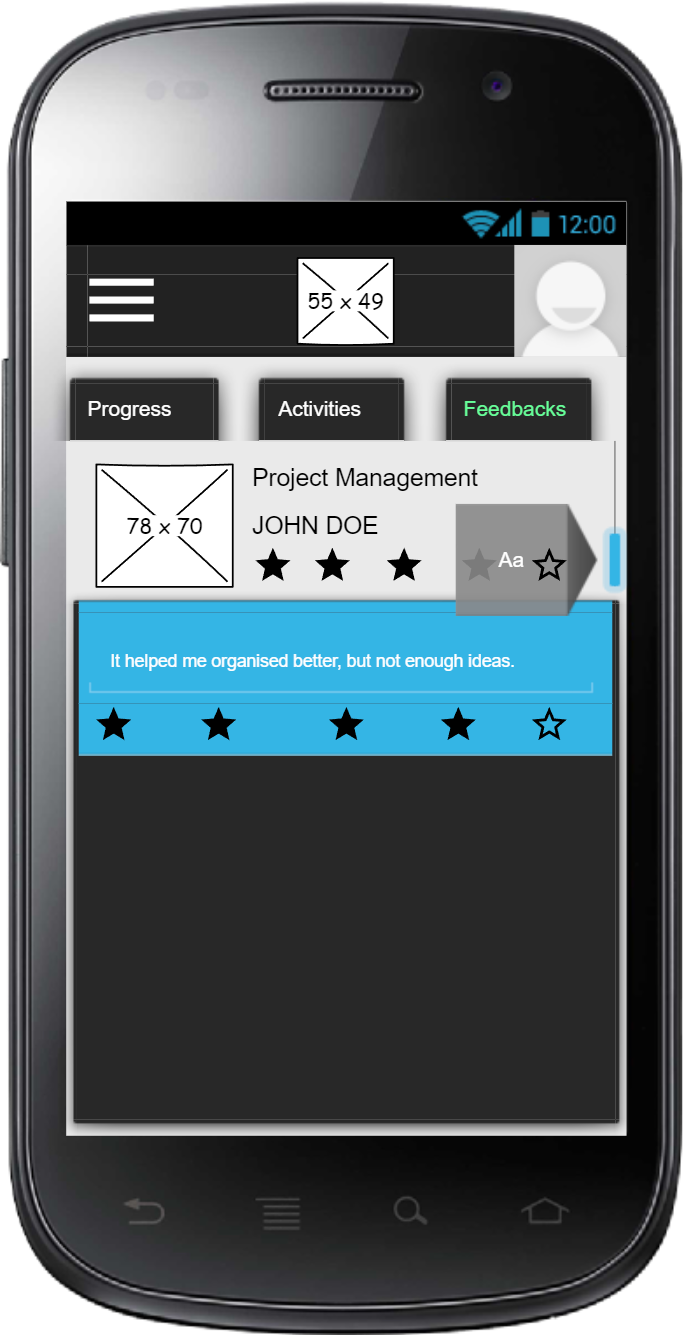 12:00
55 x 49
Progress Activities Feedbacks
Project Management
78 x 70
JOHN DOE
Aa
It helped me organised better, but not enough ideas.